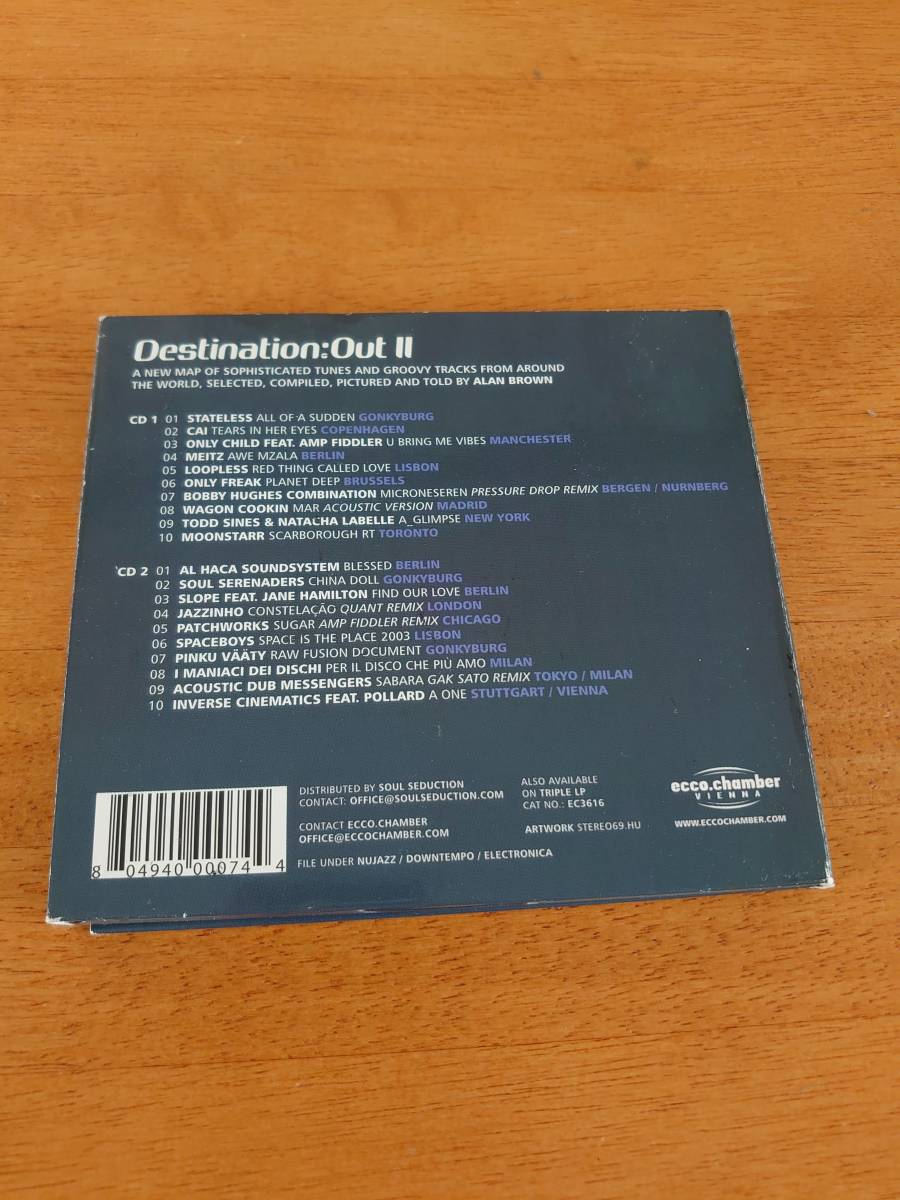 Destination:Out II
A NEW MAP OF SOPHISTICATED TUNES AND GROOVY TRACKS FROM AROUND
THE WORLD, SELECTED, COMPILED, PICTURED AND TOLD BY ALAN BROWN
CD 1 01 STATELESS ALL OF A SUDDEN GONKYBURG
02 CAI TEARS IN HER EYES COPENHAGEN
03 ONLY CHILD FEAT. AMP FIDDLER U BRING ME VIBES MANCHESTER
04 MEITZ AWE MZALA BERLIN
05 LOOPLESS RED THING CALLED LOVE LISBON
06 ONLY FREAK PLANET DEEP BRUSSELS
07 BOBBY HUGHES COMBINATION MICRONESEREN PRESSURE DROP REMIX BERGEN / NURNBERG
08 WAGON COOKIN MAR ACOUSTIC VERSION MADRID
09 TODD SINES & NATACHA LABELLE A_GLIMPSE NEW YORK
10 MOONSTARR SCARBOROUGH RT TORONTO
CD 2 01 AL HACA SOUNDSYSTEM BLESSED BERLIN
02 SOUL SERENADERS CHINA DOLL GONKYBURG
03 SLOPE FEAT. JANE HAMILTON FIND OUR LOVE BERLIN
04 JAZZINHO CONSTELAÇÃO QUANT REMIX LONDON
05 PATCHWORKS SUGAR AMP FIDDLER REMIX CHICAGO
06 SPACEBOYS SPACE IS THE PLACE 2003 LISBON
07 PINKU VÄÄTY RAW FUSION DOCUMENT GONKYBURG
08 I MANIACI DEI DISCHI PER IL DISCO CHE PIÙ AMO MILAN
09 ACOUSTIC DUB MESSENGERS SABARA GAK SATO REMIX TOKYO / MILAN
10 INVERSE CINEMATICS FEAT. POLLARD A ONE STUTTGART / VIENNA
DISTRIBUTED BY SOUL SEDUCTION
CONTACT: OFFICE@SOULSEDUCTION.COM
CONTACT ECCO.CHAMBER
OFFICE@ECCOCHAMBER.COM
FILE UNDER NUJAZZ / DOWNTEMPO / ELECTRONICA
ALSO AVAILABLE
ON TRIPLE LP
CAT NO.: EC3616
ARTWORK STEREO69.HU
ecco.chamber
VIENNA
WWW.ECCOCHAMBER.COM
8 04940 00074 4